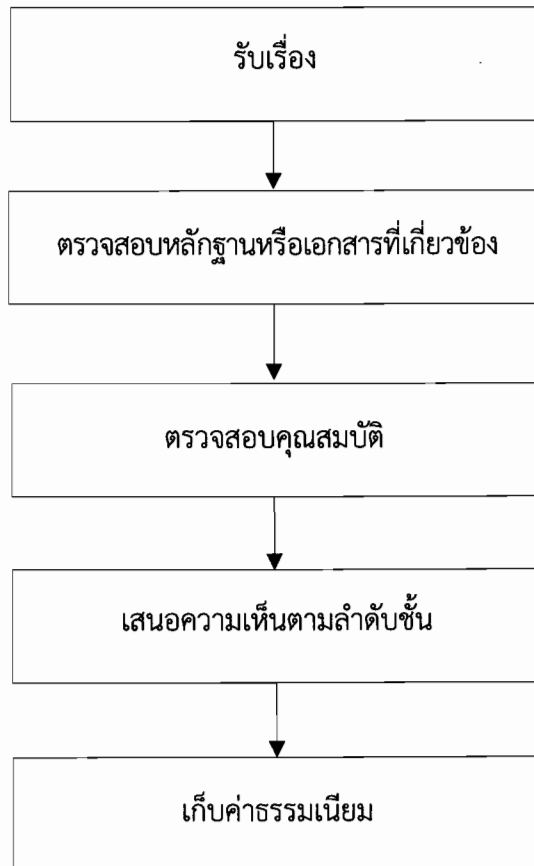 รับเรื่อง
ตรวจสอบหลักฐานหรือเอกสารที่เกี่ยวข้อง
ตรวจสอบคุณสมบัติ
เสนอความเห็นตามลำดับชั้น
เก็บค่าธรรมเนียม